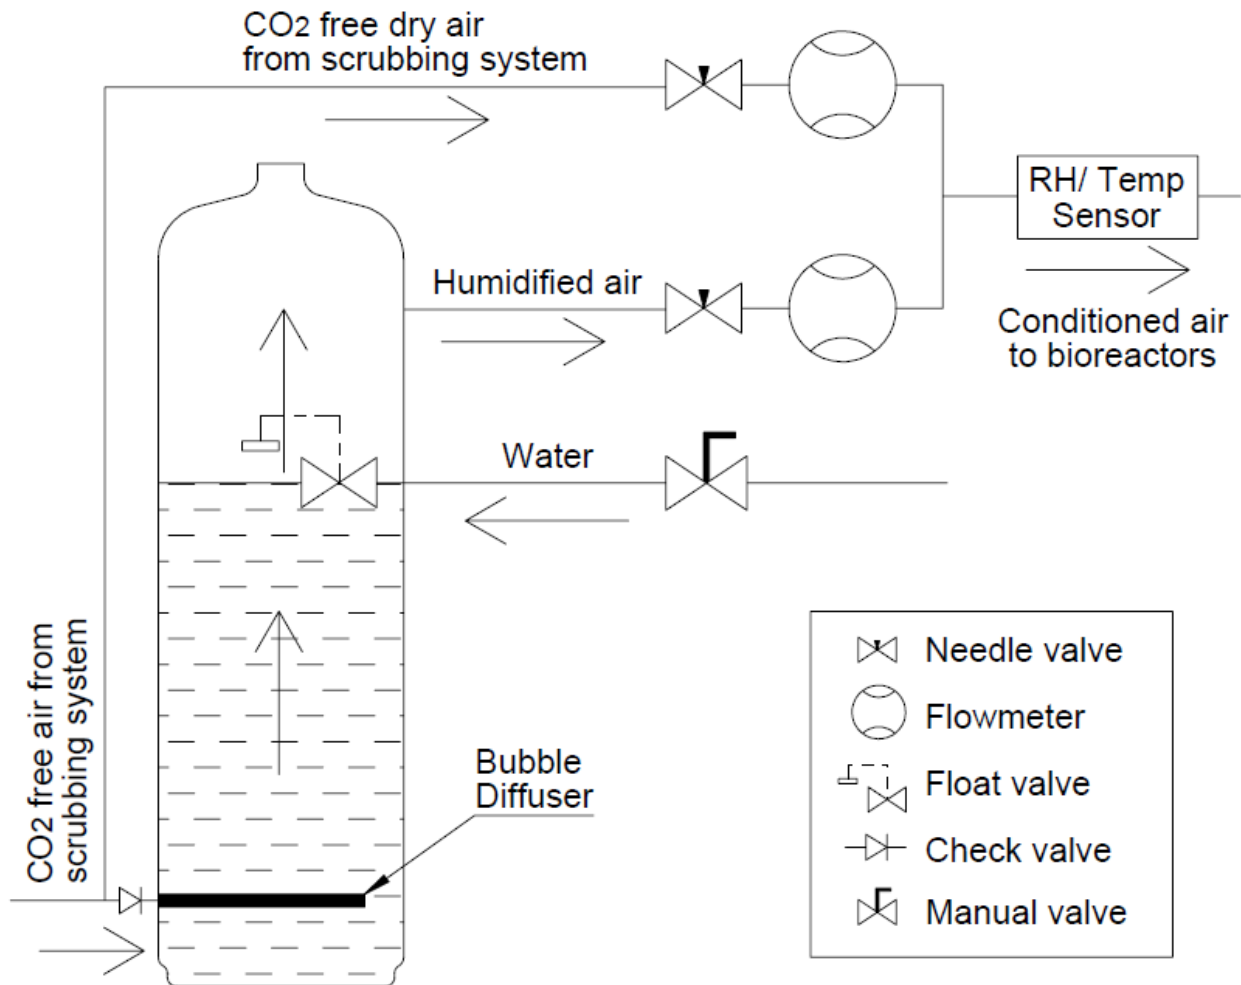 CO2 free dry air
from scrubbing system
RH/ Temp
Sensor
Humidified air
Conditioned air
to bioreactors
Water
CO2 free air from
scrubbing system
Bubble
Diffuser
Needle valve
Flowmeter
Float valve
Check valve
Manual valve